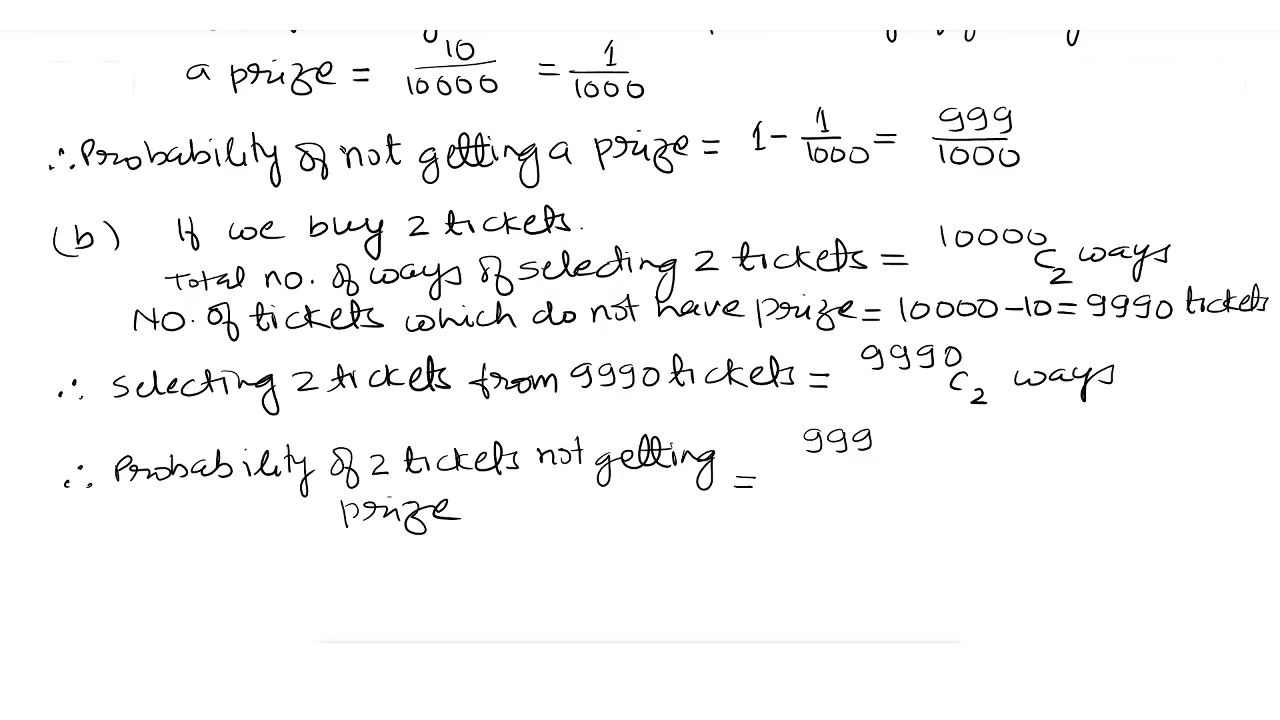 a prize = 10/10000 = 1/1000
∴ Probability of not getting a prize = 1 - 1/1000 = 999/1000
(b) If we buy 2 tickets.
Total no. of ways of selecting 2 tickets = ¹⁰⁰⁰⁰C₂ ways
No. of tickets which do not have prize = 10000-10 = 9990 tickets
∴ selecting 2 tickets from 9990 tickets = ⁹⁹⁹⁰C₂ ways
∴ Probability of 2 tickets not getting = 999
prize